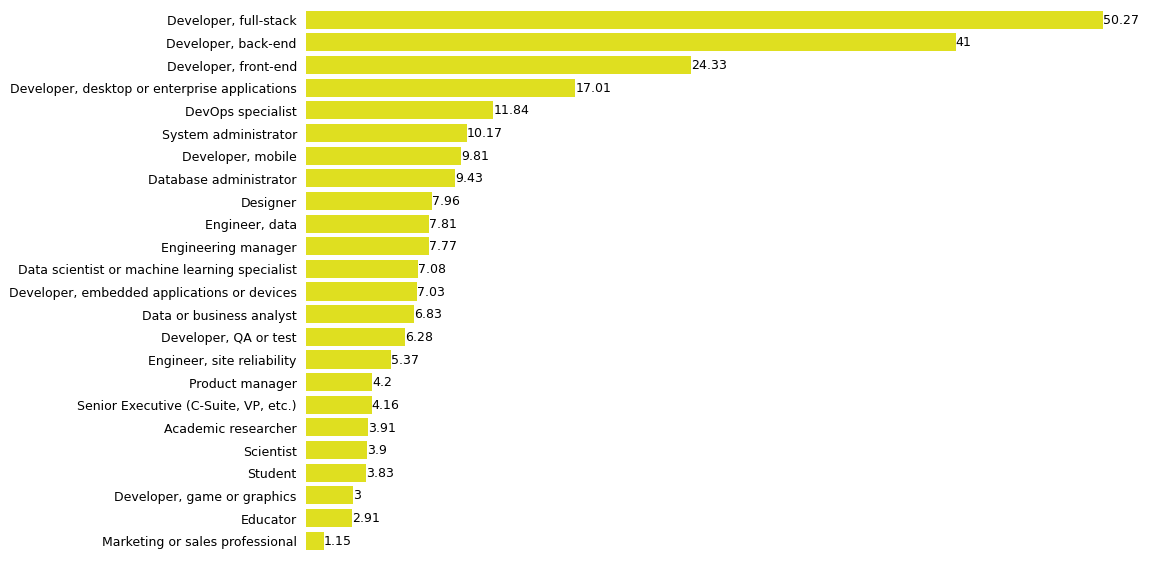 Developer, full-stack 50.27
Developer, back-end 41
Developer, front-end 24.33
Developer, desktop or enterprise applications 17.01
DevOps specialist 11.84
System administrator 10.17
Developer, mobile 9.81
Database administrator 9.43
Designer 7.96
Engineer, data 7.81
Engineering manager 7.77
Data scientist or machine learning specialist 7.08
Developer, embedded applications or devices 7.03
Data or business analyst 6.83
Developer, QA or test 6.28
Engineer, site reliability 5.37
Product manager 4.2
Senior Executive (C-Suite, VP, etc.) 4.16
Academic researcher 3.91
Scientist 3.9
Student 3.83
Developer, game or graphics 3
Educator 2.91
Marketing or sales professional 1.15